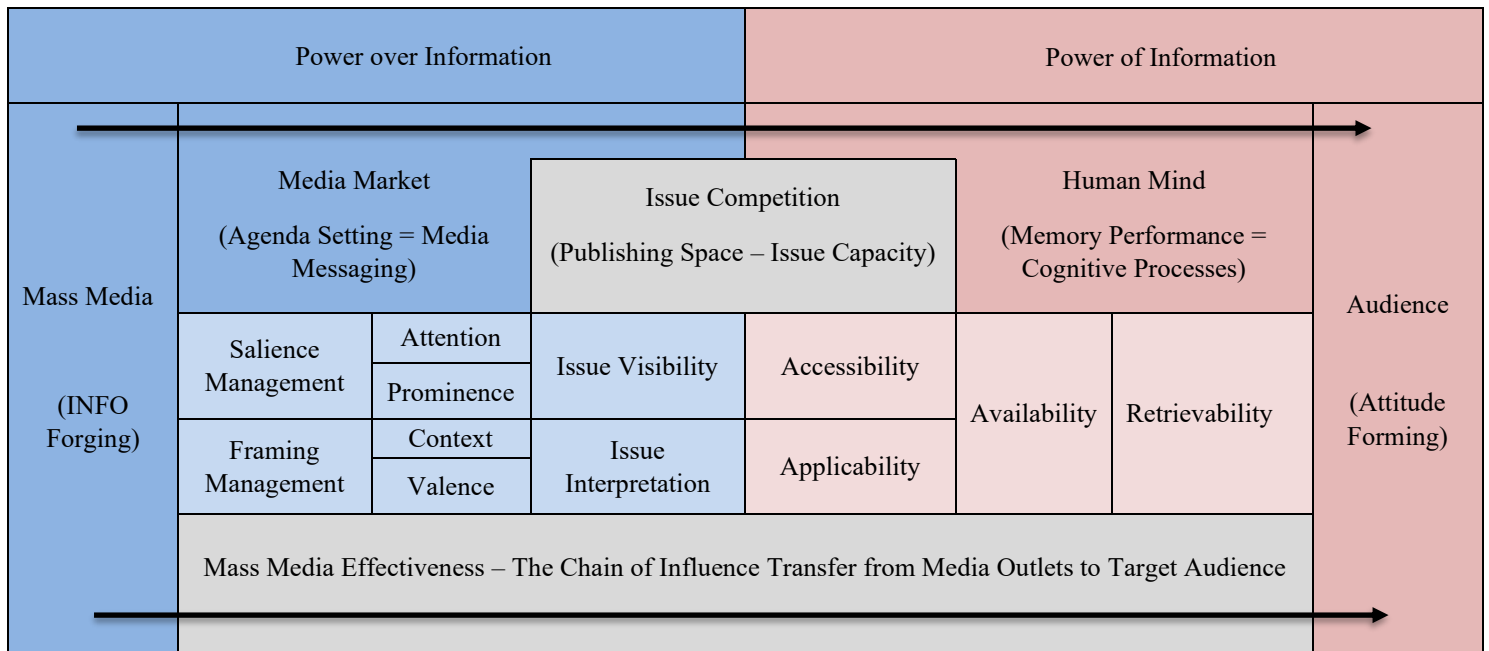 Power over Information
Power of Information
Mass Media
(INFO
Forging)
Media Market
(Agenda Setting = Media
Messaging)
Issue Competition
(Publishing Space – Issue Capacity)
Human Mind
(Memory Performance =
Cognitive Processes)
Audience
(Attitude
Forming)
Salience
Management
Attention
Prominence
Issue Visibility
Accessibility
Availability
Retrievability
Framing
Management
Context
Valence
Issue
Interpretation
Applicability
Mass Media Effectiveness – The Chain of Influence Transfer from Media Outlets to Target Audience